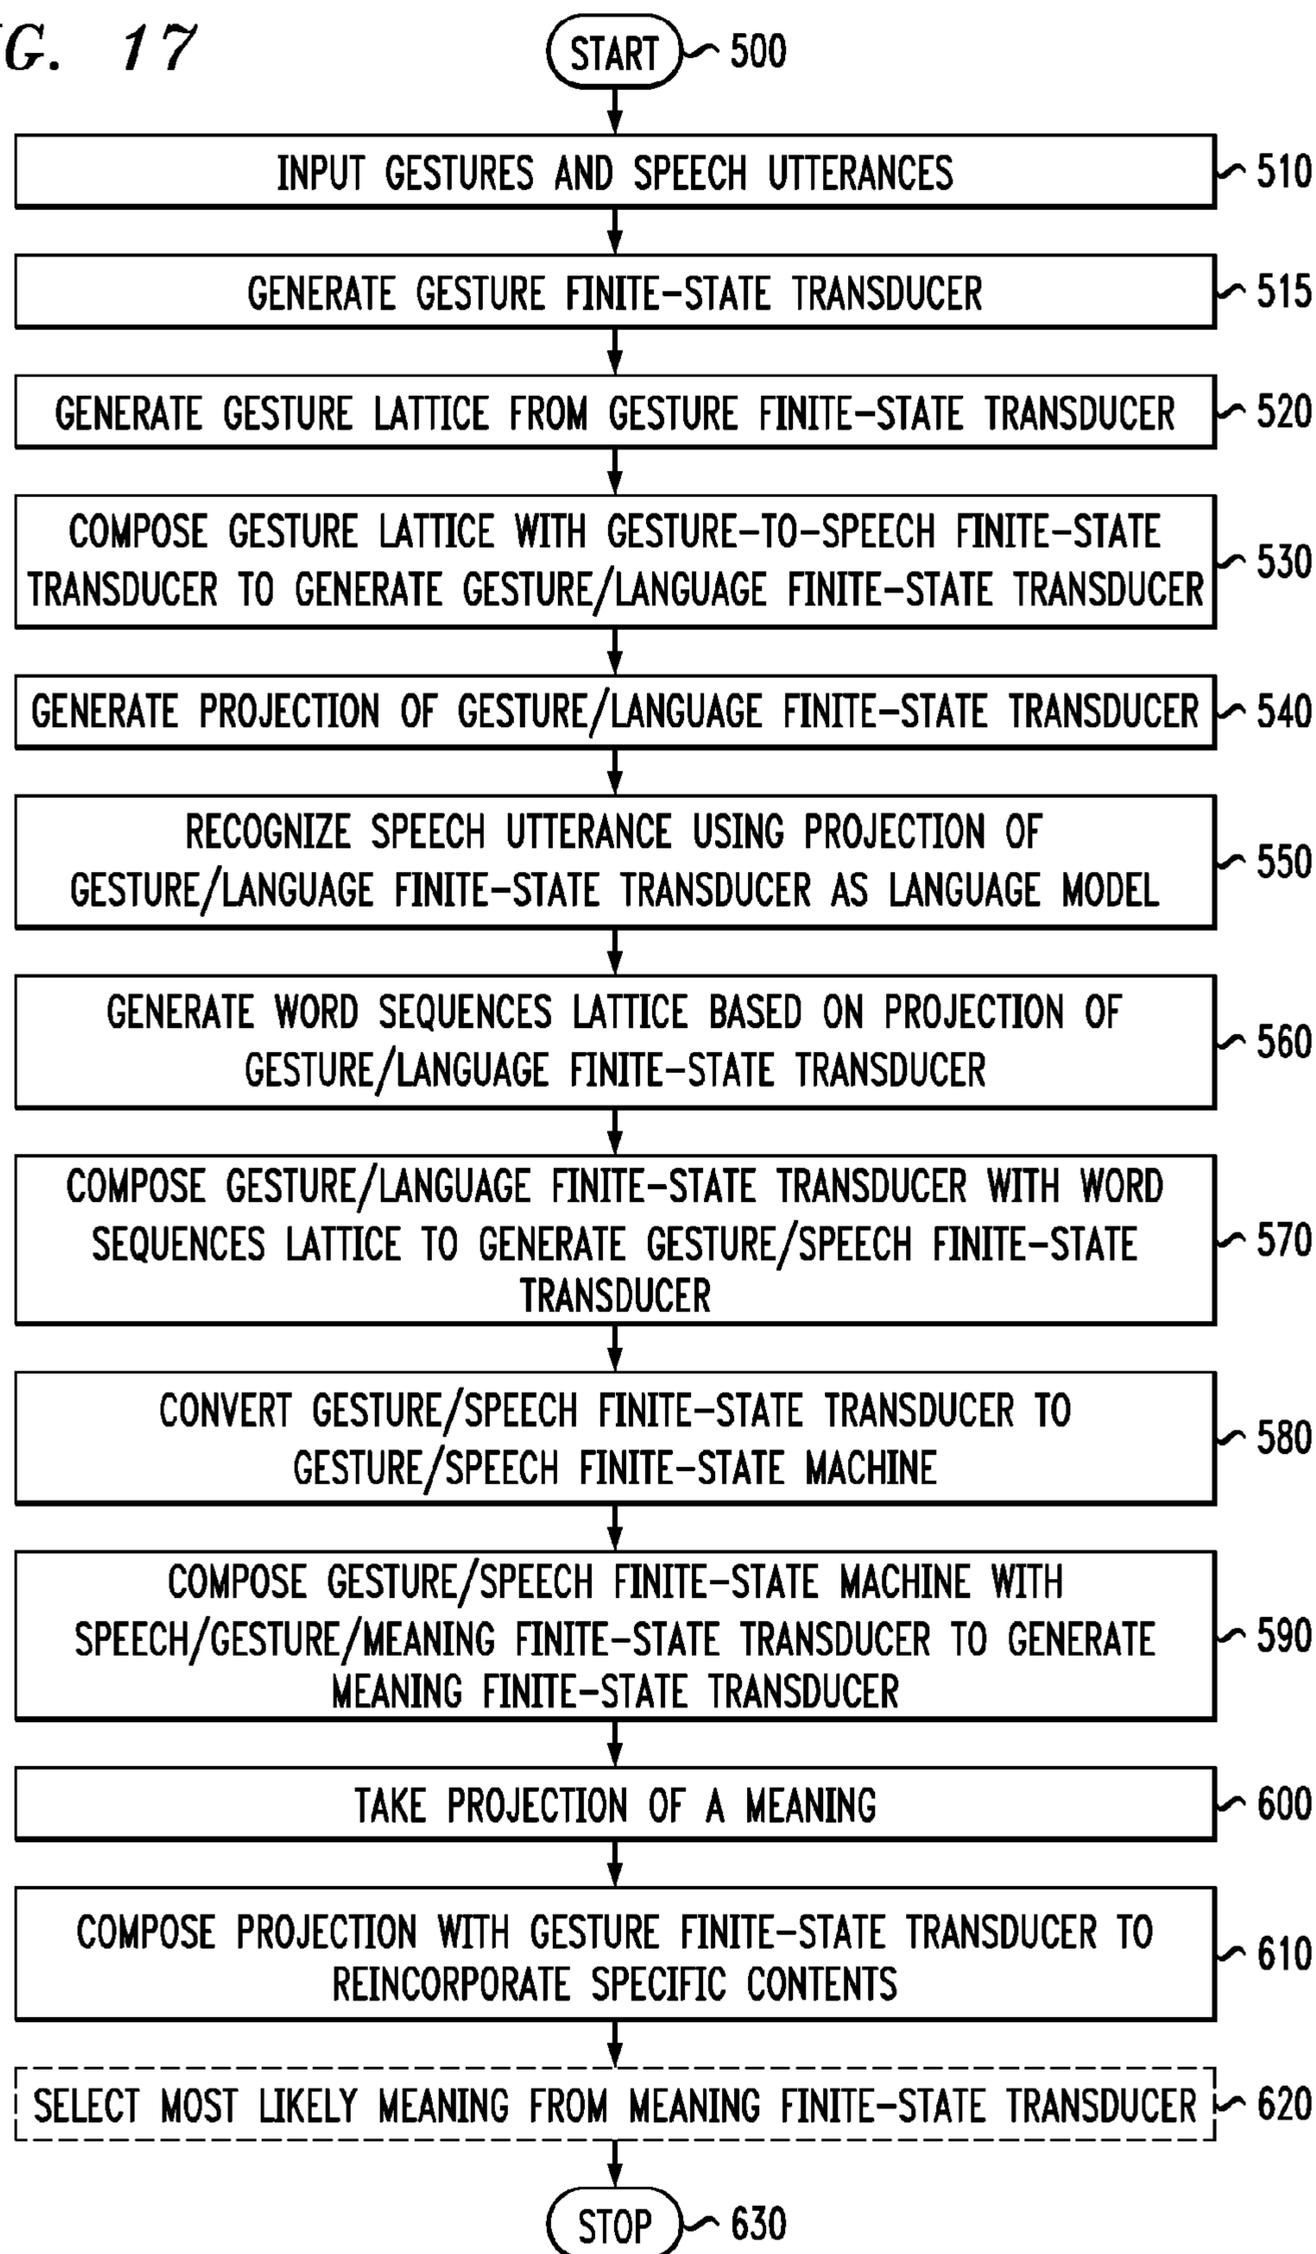 G. 17
START 500
INPUT GESTURES AND SPEECH UTTERANCES 510
GENERATE GESTURE FINITE-STATE TRANSDUCER 515
GENERATE GESTURE LATTICE FROM GESTURE FINITE-STATE TRANSDUCER 520
COMPOSE GESTURE LATTICE WITH GESTURE-TO-SPEECH FINITE-STATE
TRANSDUCER TO GENERATE GESTURE/LANGUAGE FINITE-STATE TRANSDUCER
530
GENERATE PROJECTION OF GESTURE/LANGUAGE FINITE-STATE TRANSDUCER 540
RECOGNIZE SPEECH UTTERANCE USING PROJECTION OF
GESTURE/LANGUAGE FINITE-STATE TRANSDUCER AS LANGUAGE MODEL
550
GENERATE WORD SEQUENCES LATTICE BASED ON PROJECTION OF
GESTURE/LANGUAGE FINITE-STATE TRANSDUCER
560
COMPOSE GESTURE/LANGUAGE FINITE-STATE TRANSDUCER WITH WORD
SEQUENCES LATTICE TO GENERATE GESTURE/SPEECH FINITE-STATE
TRANSDUCER
570
CONVERT GESTURE/SPEECH FINITE-STATE TRANSDUCER TO
GESTURE/SPEECH FINITE-STATE MACHINE
580
COMPOSE GESTURE/SPEECH FINITE-STATE MACHINE WITH
SPEECH/GESTURE/MEANING FINITE-STATE TRANSDUCER TO GENERATE
MEANING FINITE-STATE TRANSDUCER
590
TAKE PROJECTION OF A MEANING 600
COMPOSE PROJECTION WITH GESTURE FINITE-STATE TRANSDUCER TO
REINCORPORATE SPECIFIC CONTENTS
610
SELECT MOST LIKELY MEANING FROM MEANING FINITE-STATE TRANSDUCER 620
STOP 630